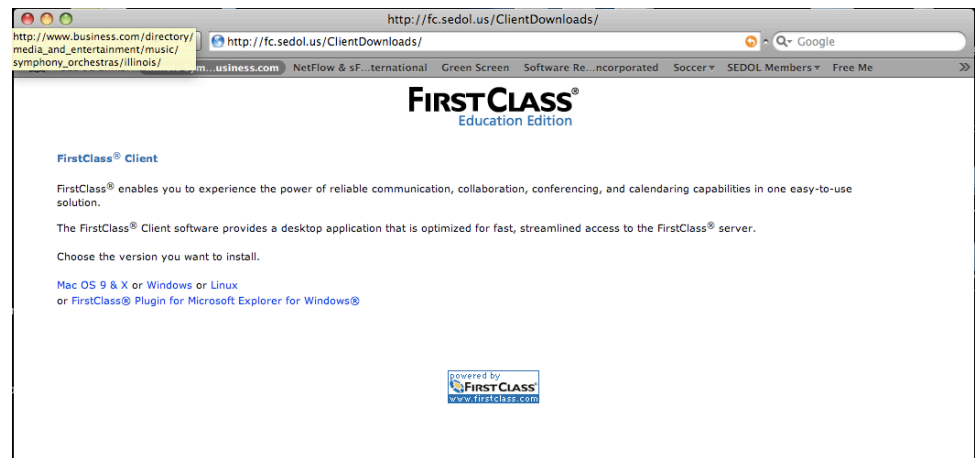 http://fc.sedol.us/ClientDownloads/
http://www.business.com/directory/
media_and_entertainment/music/
symphony_orchestras/illinois/
http://fc.sedol.us/ClientDownloads/
Google
m...usiness.com NetFlow & sF...ternational Green Screen Software Re...ncorporated Soccer SEDOL Members Free Me
FIRSTCLASS®
Education Edition
FirstClass® Client
FirstClass® enables you to experience the power of reliable communication, collaboration, conferencing, and calendaring capabilities in one easy-to-use
solution.
The FirstClass® Client software provides a desktop application that is optimized for fast, streamlined access to the FirstClass® server.
Choose the version you want to install.
Mac OS 9 & X or Windows or Linux
or FirstClass® Plugin for Microsoft Explorer for Windows®
powered by
FIRSTCLASS®
www.firstclass.com